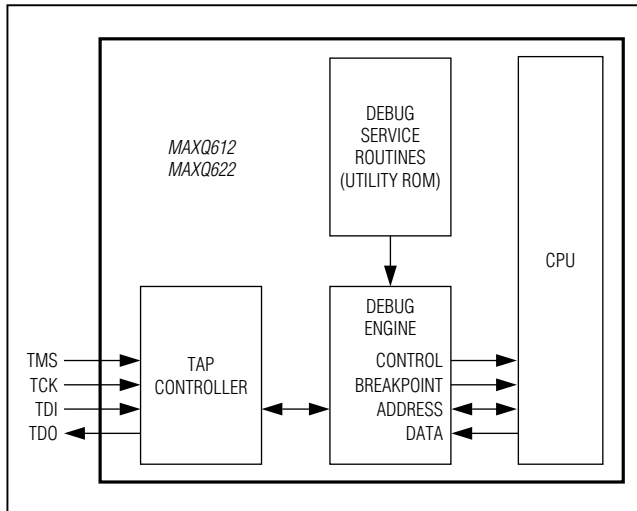 MAXQ612
MAXQ622
DEBUG
SERVICE
ROUTINES
(UTILITY ROM)
CPU
TMS
TCK
TDI
TDO
TAP
CONTROLLER
DEBUG
ENGINE
CONTROL
BREAKPOINT
ADDRESS
DATA